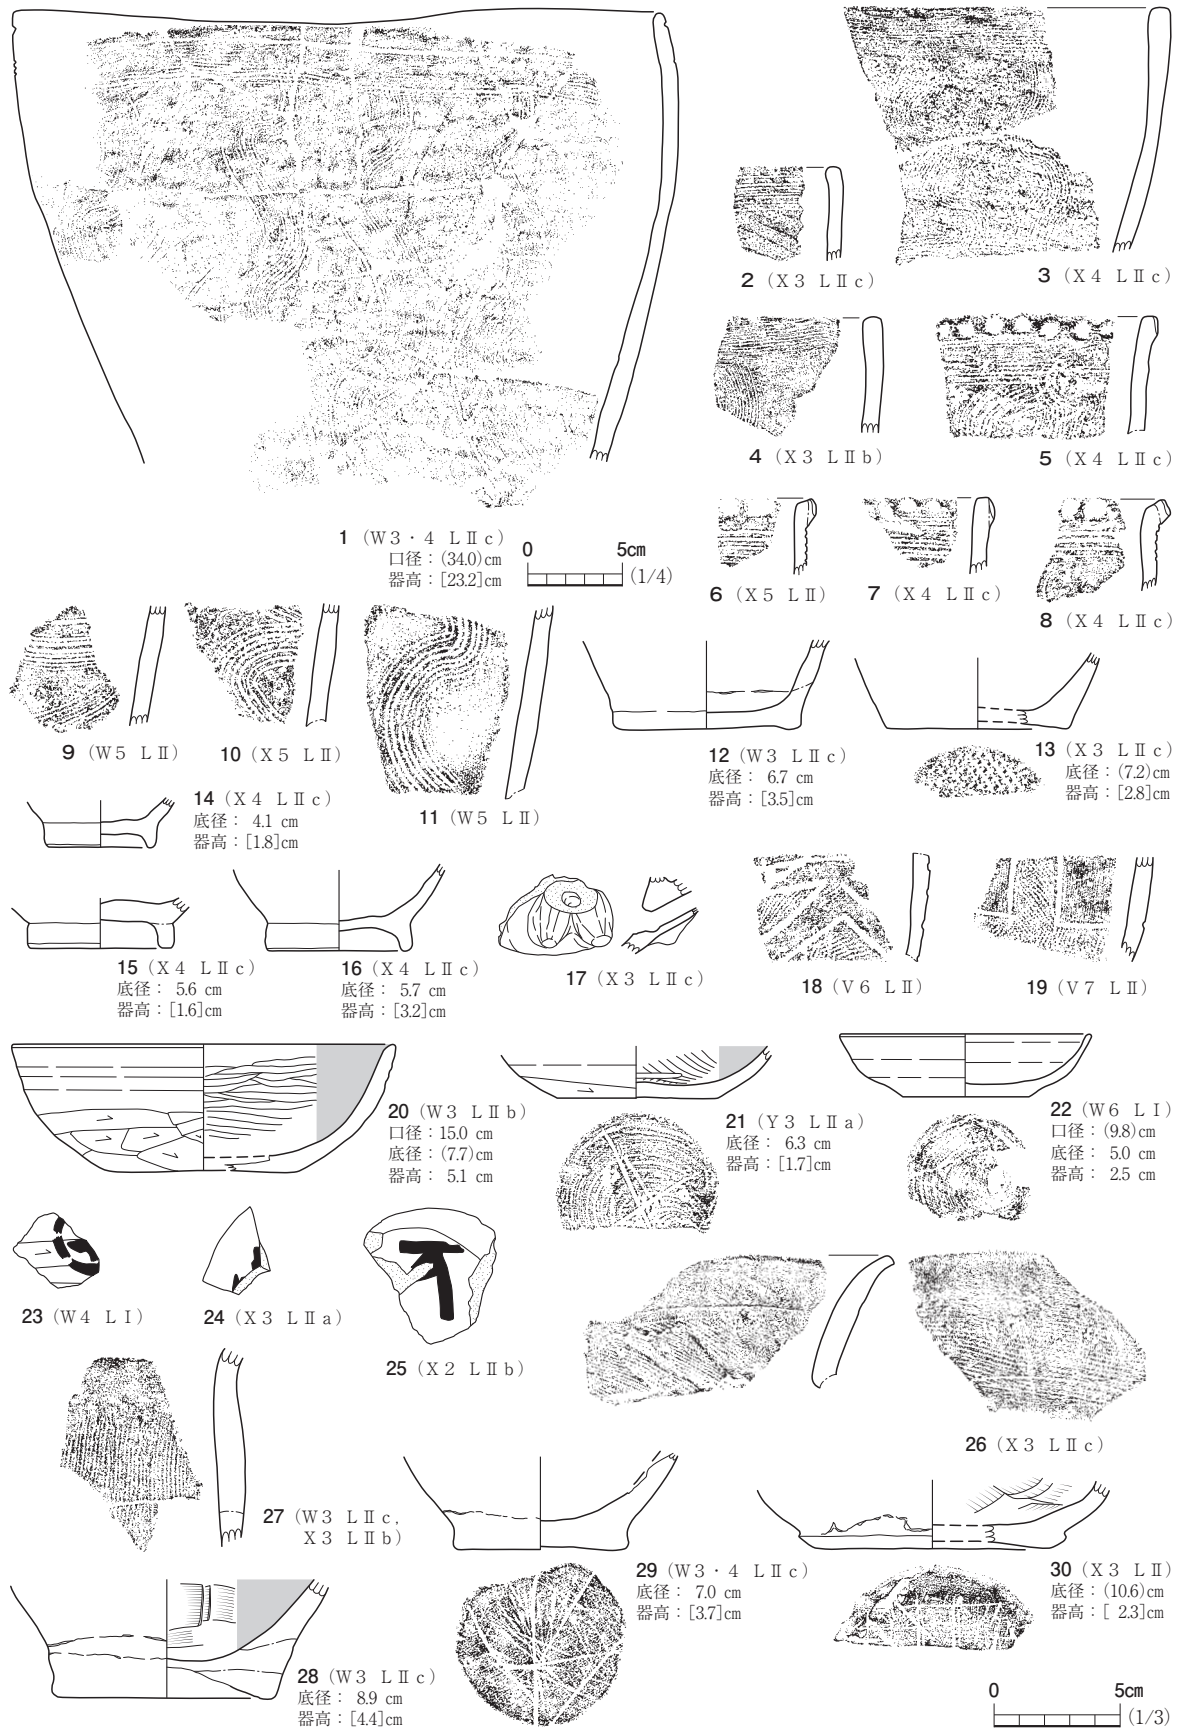 2（X3 LⅡc）
3（X4 LⅡc）
4（X3 LⅡb）
5（X4 LⅡc）
1（W3・4 LⅡc）
口径：(34.0)cm
器高：[23.2]cm
0 5cm
(1/4)
6（X5 LⅡ）
7（X4 LⅡc）
8（X4 LⅡc）
9（W5 LⅡ）
10（X5 LⅡ）
11（W5 LⅡ）
12（W3 LⅡc）
底径： 6.7 cm
器高：[3.5]cm
13（X3 LⅡc）
底径：(7.2)cm
器高：[2.8]cm
14（X4 LⅡc）
底径： 4.1 cm
器高：[1.8]cm
15（X4 LⅡc）
底径： 5.6 cm
器高：[1.6]cm
16（X4 LⅡc）
底径： 5.7 cm
器高：[3.2]cm
17（X3 LⅡc）
18（V6 LⅡ）
19（V7 LⅡ）
20（W3 LⅡb）
口径：15.0 cm
底径：(7.7)cm
器高： 5.1 cm
21（Y3 LⅡa）
底径： 6.3 cm
器高：[1.7]cm
22（W6 LⅠ）
口径：(9.8)cm
底径： 5.0 cm
器高： 2.5 cm
23（W4 LⅠ）
24（X3 LⅡa）
25（X2 LⅡb）
26（X3 LⅡc）
27（W3 LⅡc，
X3 LⅡb）
28（W3 LⅡc）
底径： 8.9 cm
器高：[4.4]cm
29（W3・4 LⅡc）
底径： 7.0 cm
器高：[3.7]cm
30（X3 LⅡ）
底径：(10.6)cm
器高：[ 2.3]cm
0 5cm
(1/3)